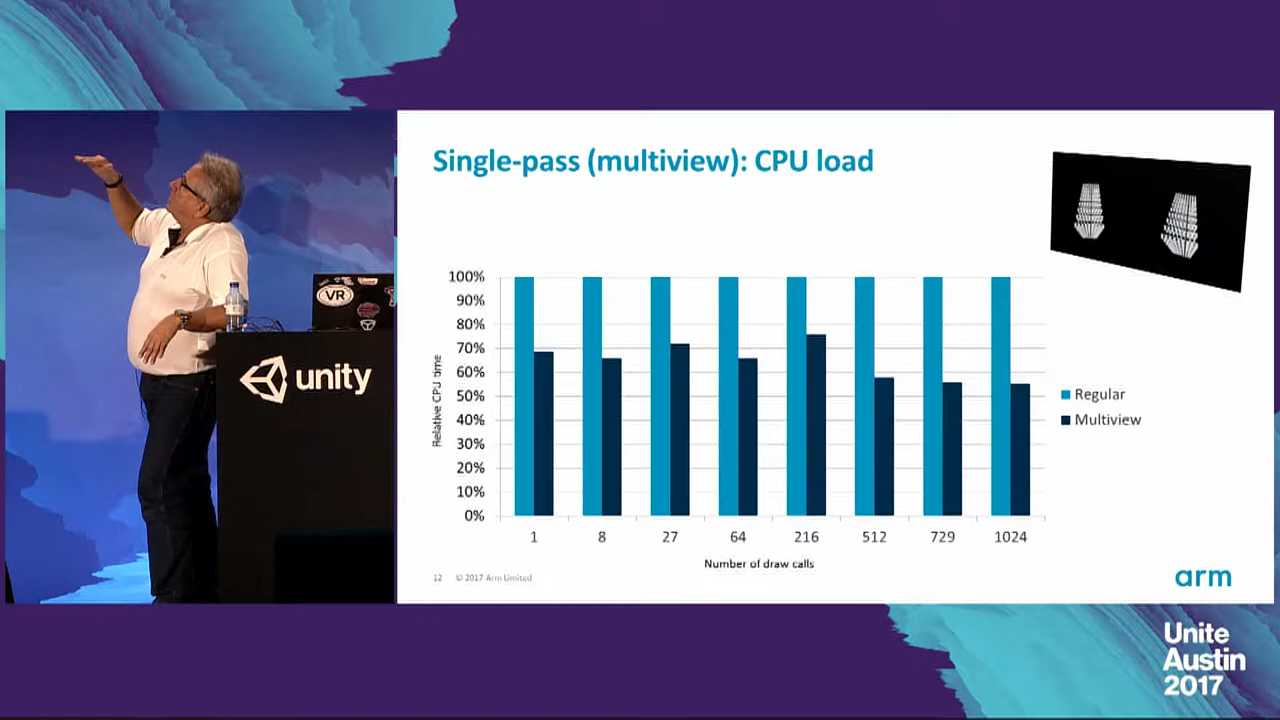 Single-pass (multiview): CPU load
100%
90%
80%
70%
60%
50%
40%
30%
20%
10%
0%
Relative CPU time
1 8 27 64 216 512 729 1024
Number of draw calls
Regular
Multiview
12 © 2017 Arm Limited
arm
VR
unity
Unite
Austin
2017